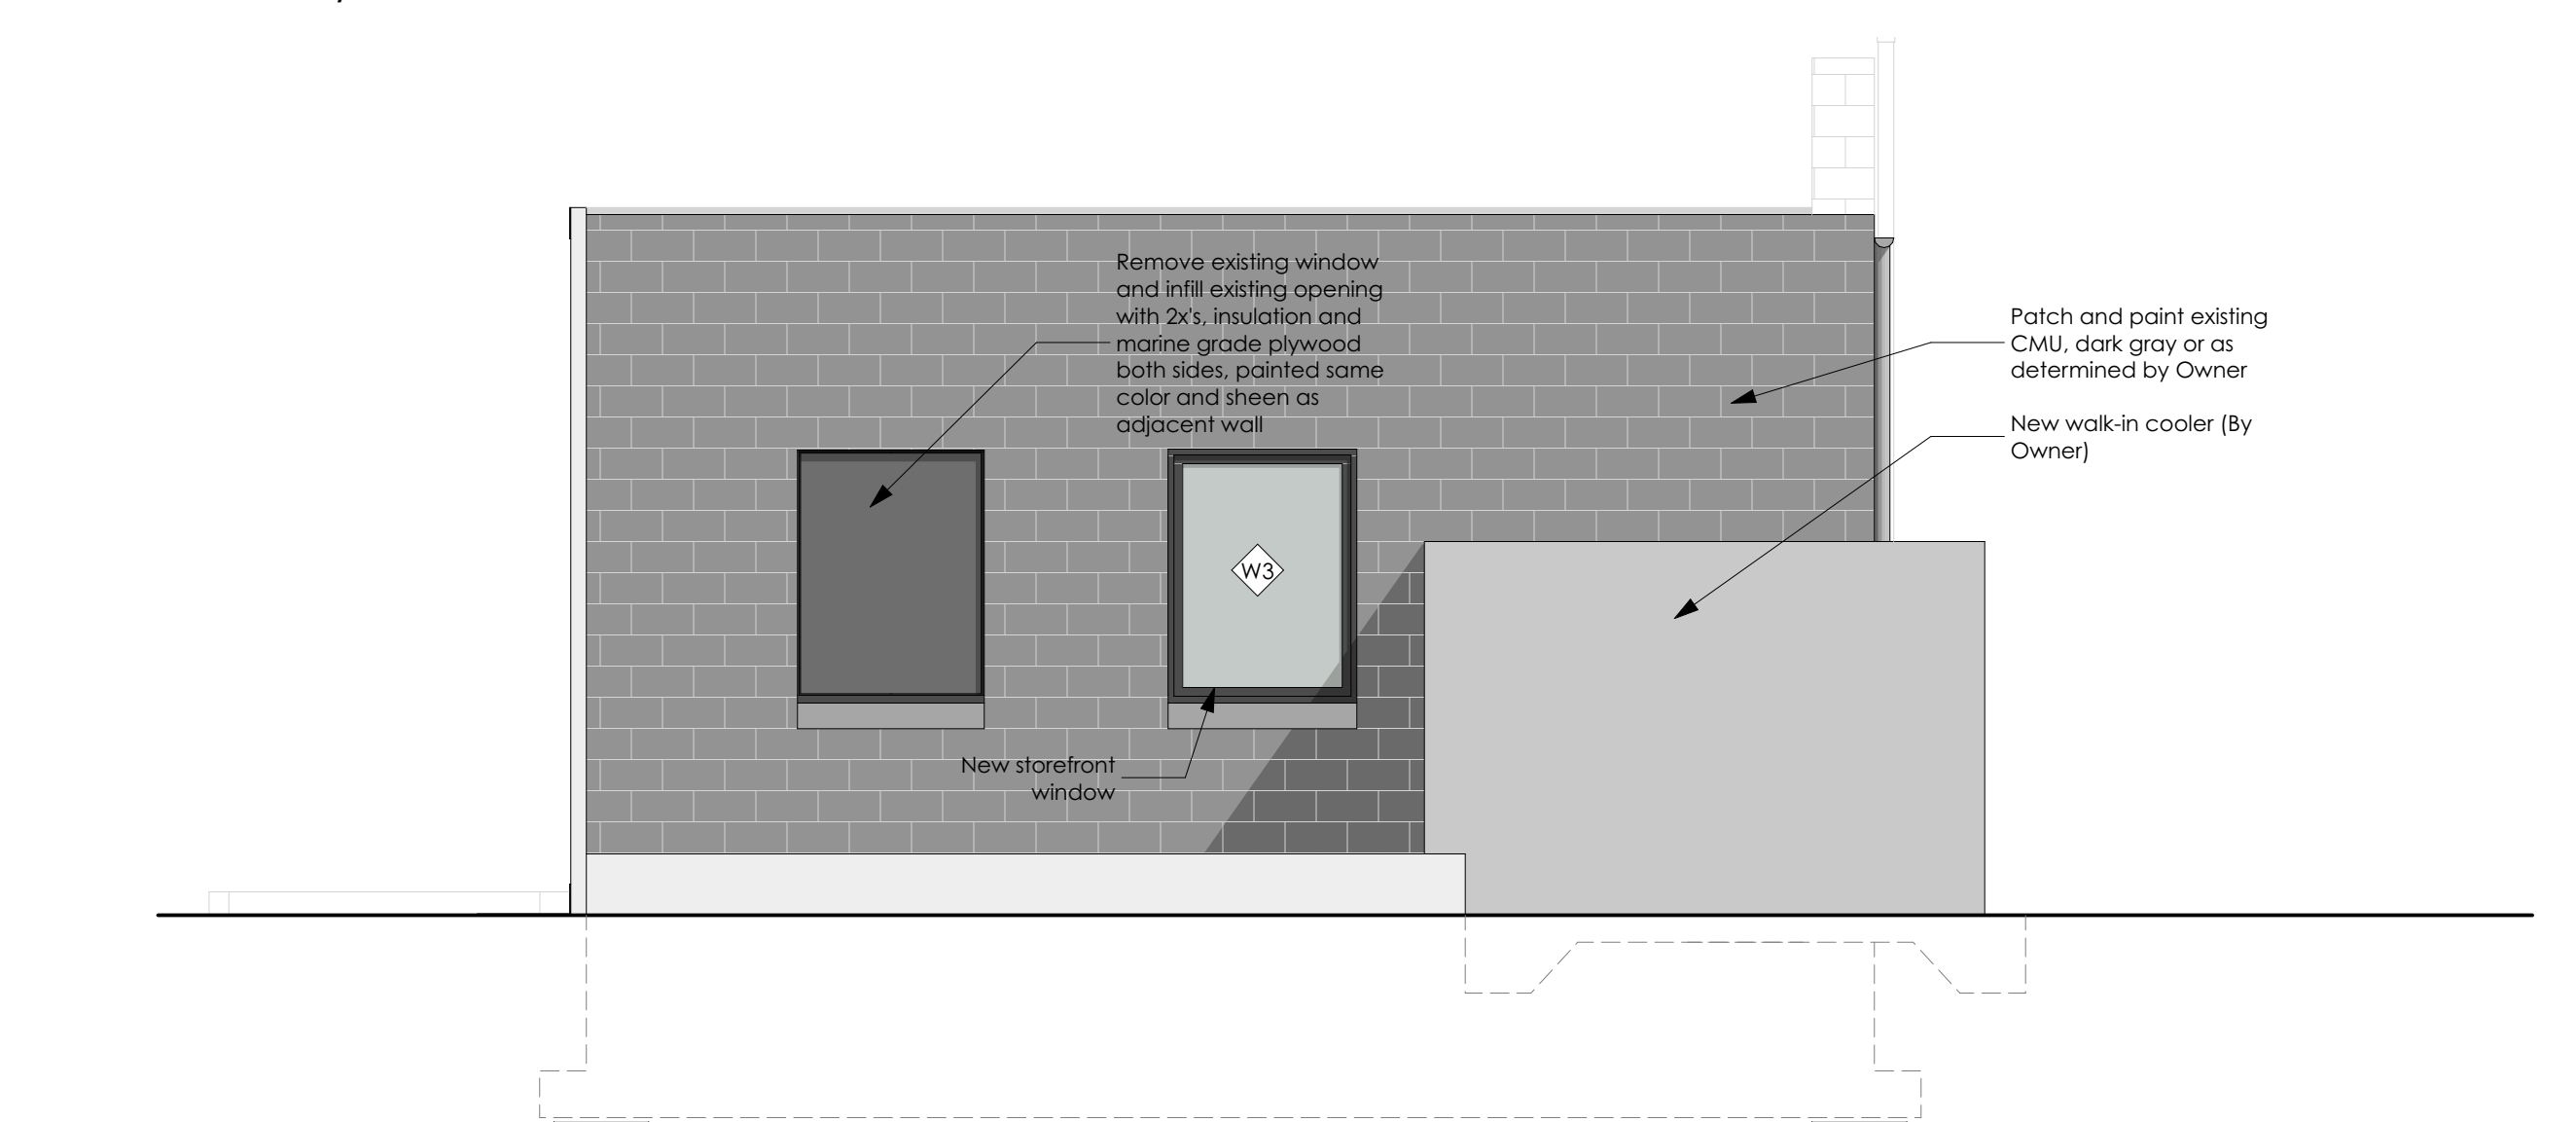 Remove existing window
and infill existing opening
with 2x's, insulation and
marine grade plywood
both sides, painted same
color and sheen as
adjacent wall
Patch and paint existing
CMU, dark gray or as
determined by Owner
New walk-in cooler (By
Owner)
W3
New storefront
window